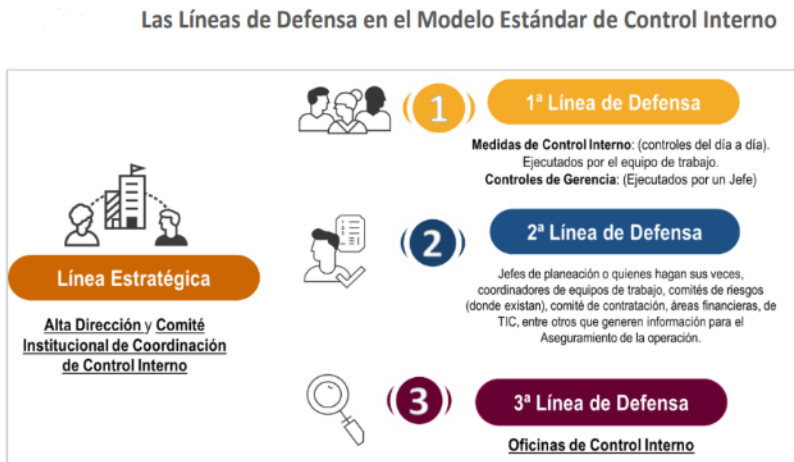 Las Líneas de Defensa en el Modelo Estándar de Control Interno
1
1ª Línea de Defensa
Medidas de Control Interno: (controles del día a día).
Ejecutados por el equipo de trabajo.
Controles de Gerencia: (Ejecutados por un Jefe)
Línea Estratégica
Alta Dirección y Comité
Institucional de Coordinación
de Control Interno
2
2ª Línea de Defensa
Jefes de planeación o quienes hagan sus veces,
coordinadores de equipos de trabajo, comités de riesgos
(donde existan), comité de contratación, áreas financieras, de
TIC, entre otros que generen información para el
Aseguramiento de la operación.
3
3ª Línea de Defensa
Oficinas de Control Interno